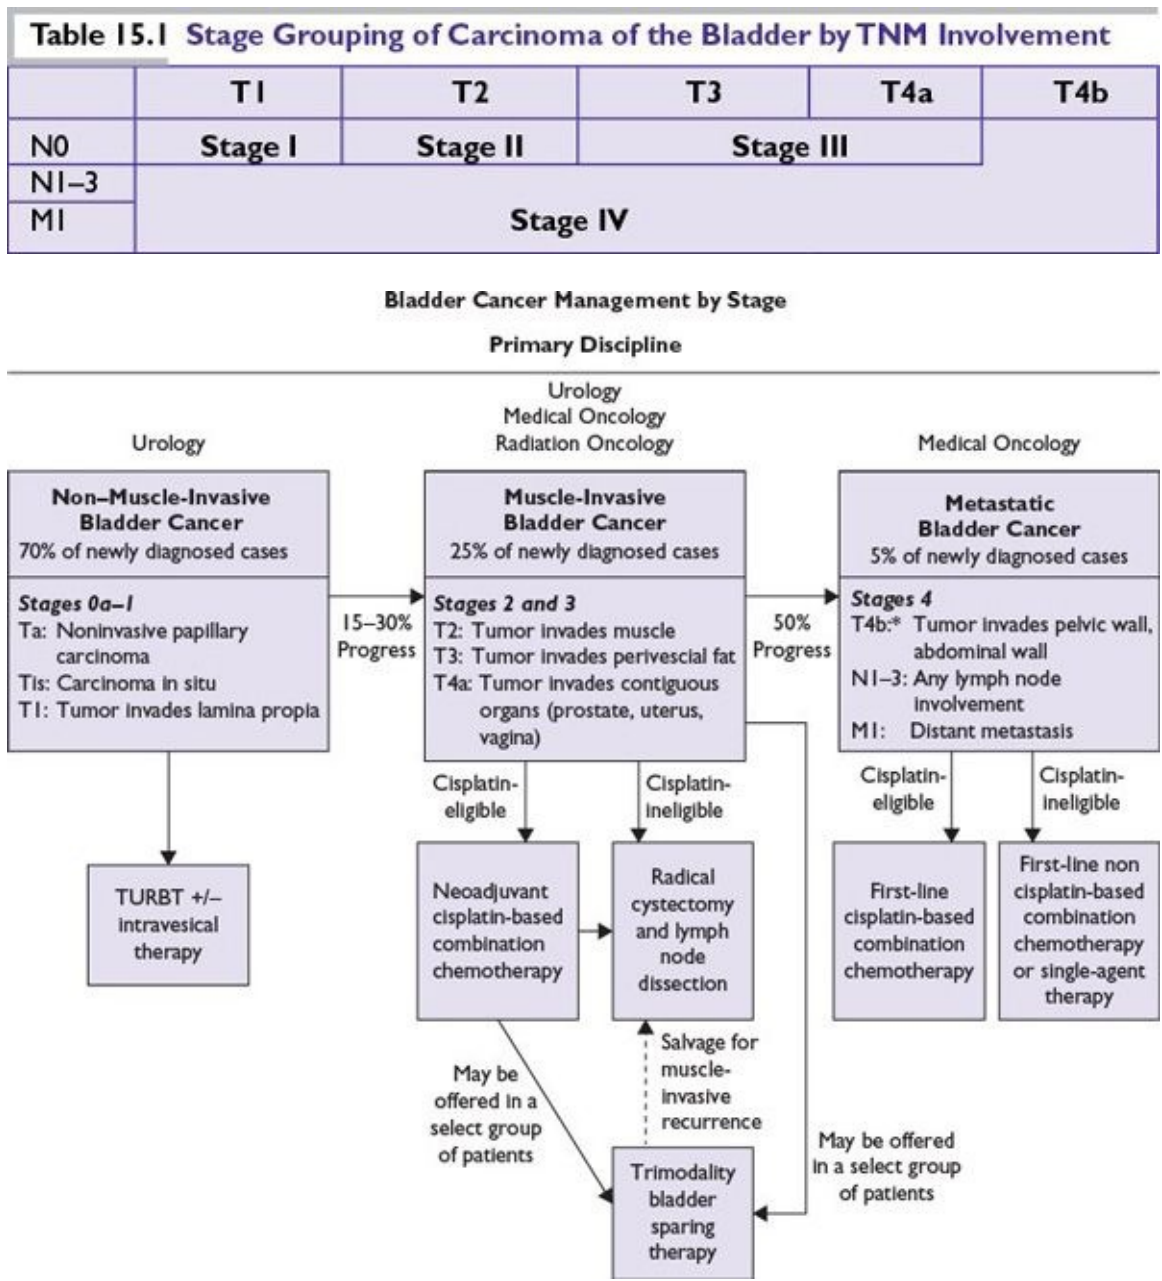 Table 15.1 Stage Grouping of Carcinoma of the Bladder by TNM Involvement
T1 T2 T3 T4a T4b
N0 Stage I Stage II Stage III
N1–3
M1 Stage IV
Bladder Cancer Management by Stage
Primary Discipline
Urology
Urology
Medical Oncology
Radiation Oncology
Medical Oncology
Non–Muscle-Invasive
Bladder Cancer
70% of newly diagnosed cases
Stages 0a–1
Ta: Noninvasive papillary
carcinoma
Tis: Carcinoma in situ
T1: Tumor invades lamina propia
15–30%
Progress
Muscle-Invasive
Bladder Cancer
25% of newly diagnosed cases
Stages 2 and 3
T2: Tumor invades muscle
T3: Tumor invades perivescial fat
T4a: Tumor invades contiguous
organs (prostate, uterus,
vagina)
50%
Progress
Metastatic
Bladder Cancer
5% of newly diagnosed cases
Stages 4
T4b:* Tumor invades pelvic wall,
abdominal wall
N1–3: Any lymph node
involvement
M1: Distant metastasis
TURBT +/–
intravesical
therapy
Cisplatin-
eligible
Cisplatin-
ineligible
Neoadjuvant
cisplatin-based
combination
chemotherapy
Radical
cystectomy
and lymph
node
dissection
Cisplatin-
eligible
Cisplatin-
ineligible
First-line
cisplatin-based
combination
chemotherapy
First-line non
cisplatin-based
combination
chemotherapy
or single-agent
therapy
May be
offered in a
select group
of patients
Salvage for
muscle-
invasive
recurrence
May be offered
in a select group
of patients
Trimodality
bladder
sparing
therapy